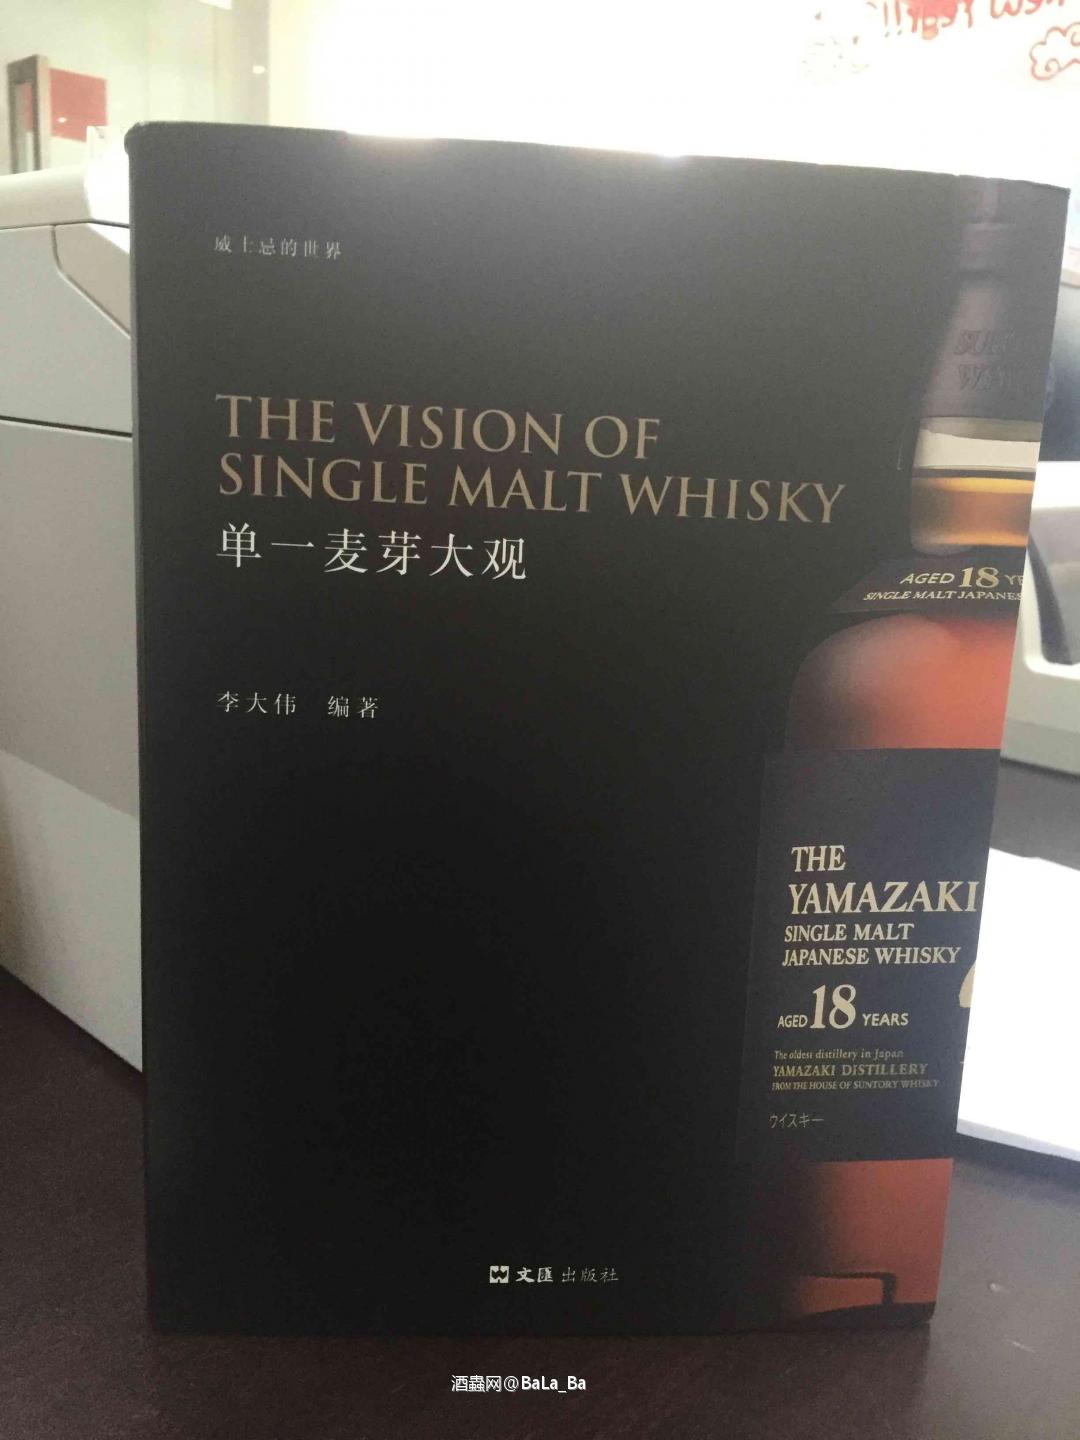 威士忌的世界
THE VISION OF
SINGLE MALT WHISKY
单一麦芽大观
李大伟 编著
AGED 18
SINGLE MALT
THE
YAMAZAKI
SINGLE MALT
JAPANESE WHISKY
AGED 18 YEARS
The oldest distillery in Japan
YAMAZAKI DISTILLERY
FROM THE HOUSE OF SUNTORY WHISKY
ウイスキー
文匯出版社
酒蟲网@BaLa_Ba